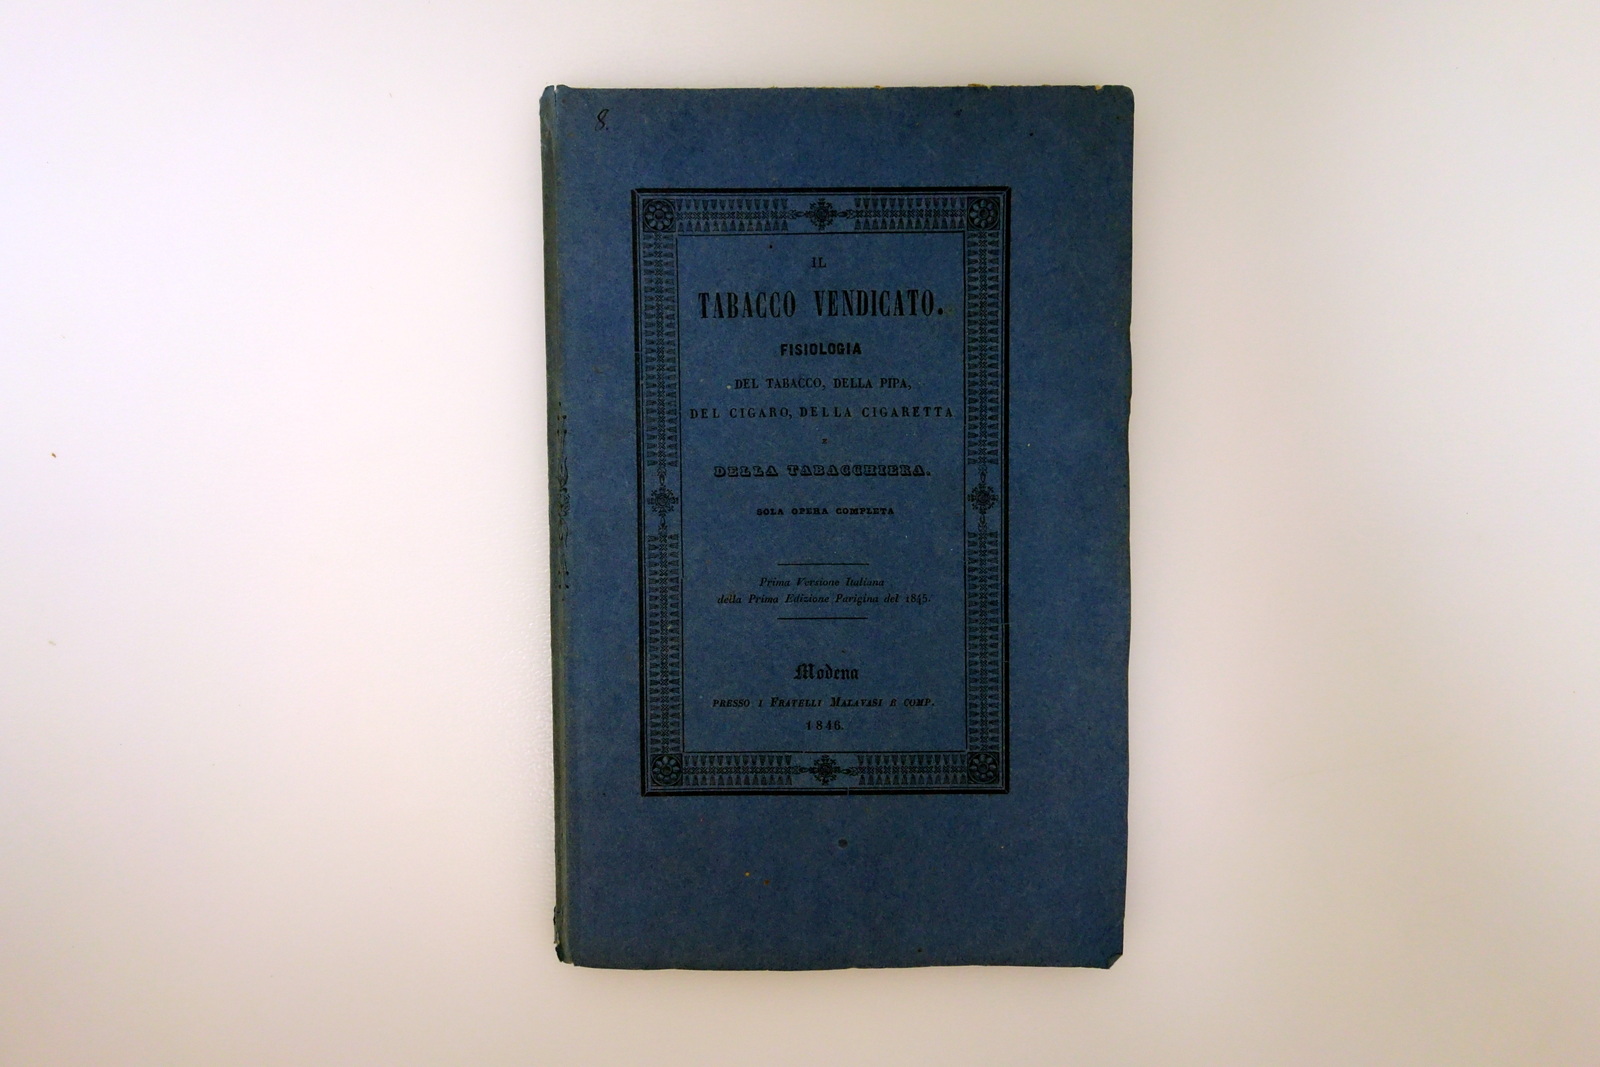 8.
IL
TABACCO VENDICATO.
FISIOLOGIA
DEL TABACCO, DELLA PIPA,
DEL CIGARO, DELLA CIGARETTA
E
DELLA TABACCHIERA.
SOLA OPERA COMPLETA
Prima Versione Italiana
della Prima Edizione Parigina del 1845.
Modena
PRESSO I FRATELLI MALAVASI E COMP.
1846.